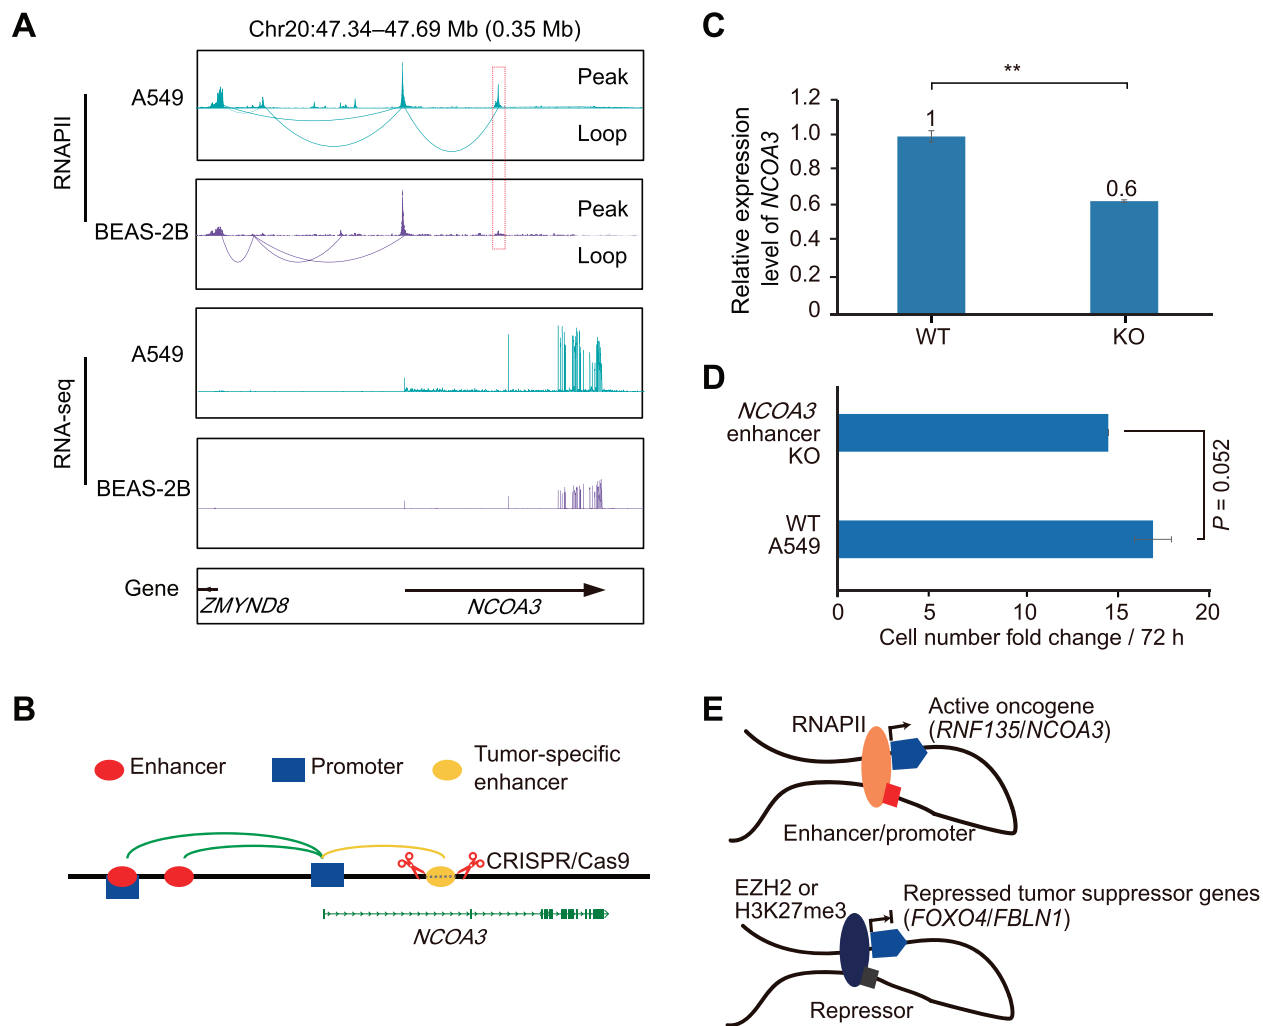 A
Chr20:47.34–47.69 Mb (0.35 Mb)
RNAPII
A549
Peak
Loop
BEAS-2B
Peak
Loop
RNA-seq
A549
BEAS-2B
Gene
ZMYND8
NCOA3
B
Enhancer
Promoter
Tumor-specific
enhancer
CRISPR/Cas9
NCOA3
C
**
Relative expression
level of NCOA3
1.2
1.0
0.8
0.6
0.4
0.2
0
1
0.6
WT
KO
D
NCOA3
enhancer
KO
WT
A549
P = 0.052
0 5 10 15 20
Cell number fold change / 72 h
E
RNAPII
Active oncogene
(RNF135/NCOA3)
Enhancer/promoter
EZH2 or
H3K27me3
Repressed tumor suppressor genes
(FOXO4/FBLN1)
Repressor